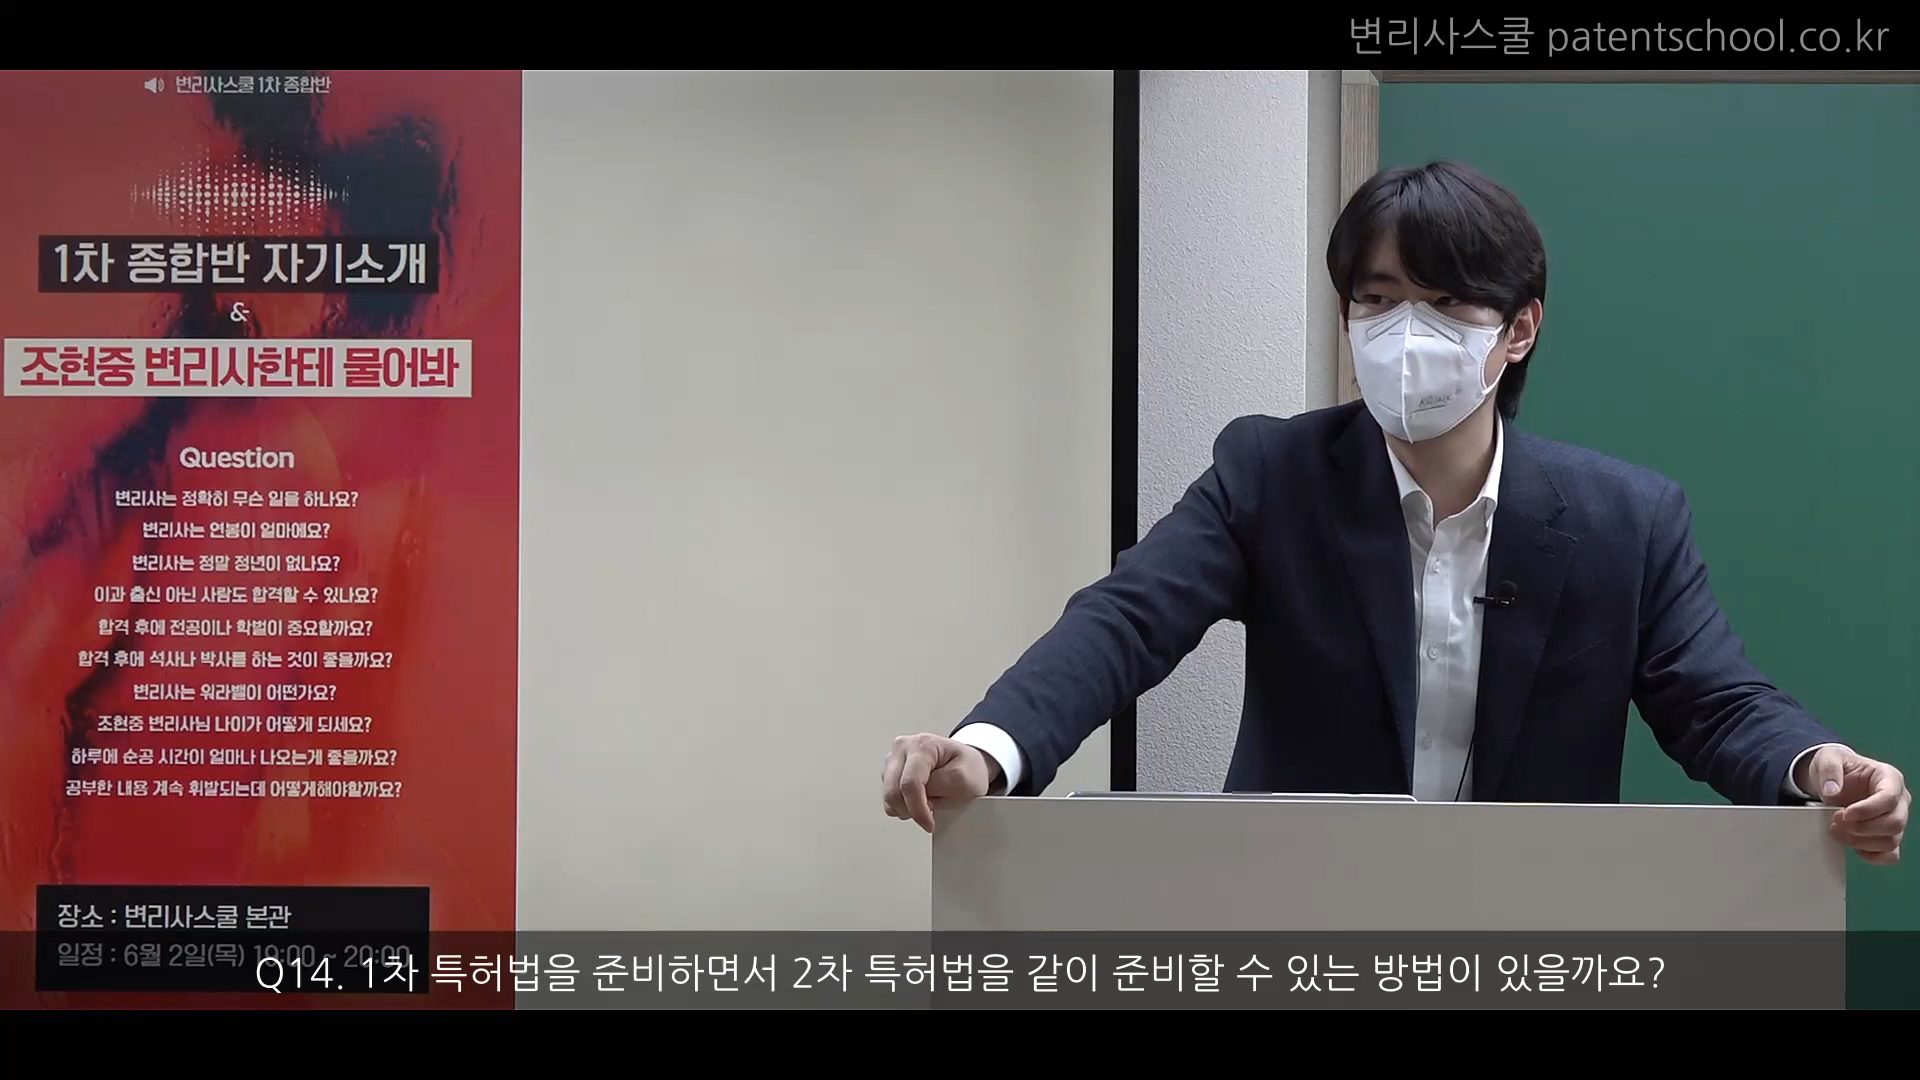 변리사스쿨 patentschool.co.kr
변리사스쿨 1차 종합반
1차 종합반 자기소개
&
조현중 변리사한테 물어봐
Question
변리사는 정확히 무슨 일을 하나요?
변리사는 연봉이 얼마에요?
변리사는 정말 정년이 없나요?
이과 출신 아닌 사람도 합격할 수 있나요?
합격 후에 전공이나 학벌이 중요할까요?
합격 후에 석사나 박사를 하는 것이 좋을까요?
변리사는 워라밸이 어떤가요?
조현중 변리사님 나이가 어떻게 되세요?
하루에 순공 시간이 얼마나 나오는게 좋을까요?
공부한 내용 계속 휘발되는데 어떻게해야할까요?
장소 : 변리사스쿨 본관
일정 : 6월 2일(목) 19:00 ~ 20:00
Q14. 1차 특허법을 준비하면서 2차 특허법을 같이 준비할 수 있는 방법이 있을까요?